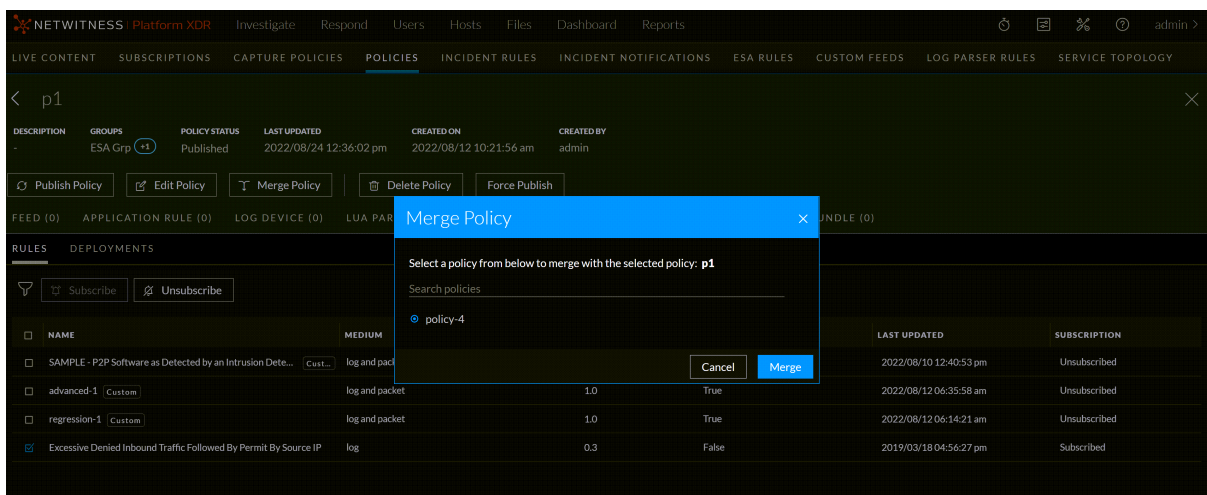 NETWITNESS Platform XDR Investigate Respond Users Hosts Files Dashboard Reports admin >
LIVE CONTENT SUBSCRIPTIONS CAPTURE POLICIES POLICIES INCIDENT RULES INCIDENT NOTIFICATIONS ESA RULES CUSTOM FEEDS LOG PARSER RULES SERVICE TOPOLOGY
p1
DESCRIPTION GROUPS POLICY STATUS LAST UPDATED CREATED ON CREATED BY
- ESA Grp +1 Published 2022/08/24 12:36:02 pm 2022/08/12 10:21:56 am admin
Publish Policy Edit Policy Merge Policy Delete Policy Force Publish
FEED (0) APPLICATION RULE (0) LOG DEVICE (0) LUA PAR UNDLE (0)
Merge Policy
RULES DEPLOYMENTS
Select a policy from below to merge with the selected policy: p1
Subscribe Unsubscribe
Search policies
policy-4
NAME MEDIUM LAST UPDATED SUBSCRIPTION
SAMPLE - P2P Software as Detected by an Intrusion Dete... Cust... log and pac 2022/08/10 12:40:53 pm Unsubscribed
Cancel Merge
advanced-1 Custom log and packet 1.0 True 2022/08/12 06:35:58 am Unsubscribed
regression-1 Custom log and packet 1.0 True 2022/08/12 06:14:21 am Unsubscribed
Excessive Denied Inbound Traffic Followed By Permit By Source IP log 0.3 False 2019/03/18 04:56:27 pm Subscribed